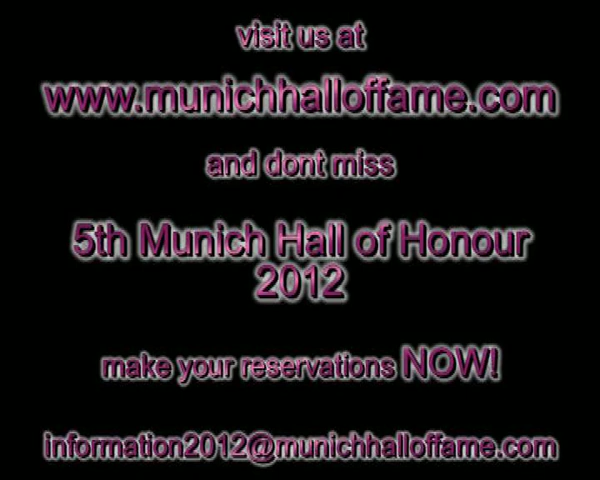 visit us at
www.munichhalloffame.com
and dont miss
5th Munich Hall of Honour
2012
make your reservations NOW!
information2012@munichhalloffame.com